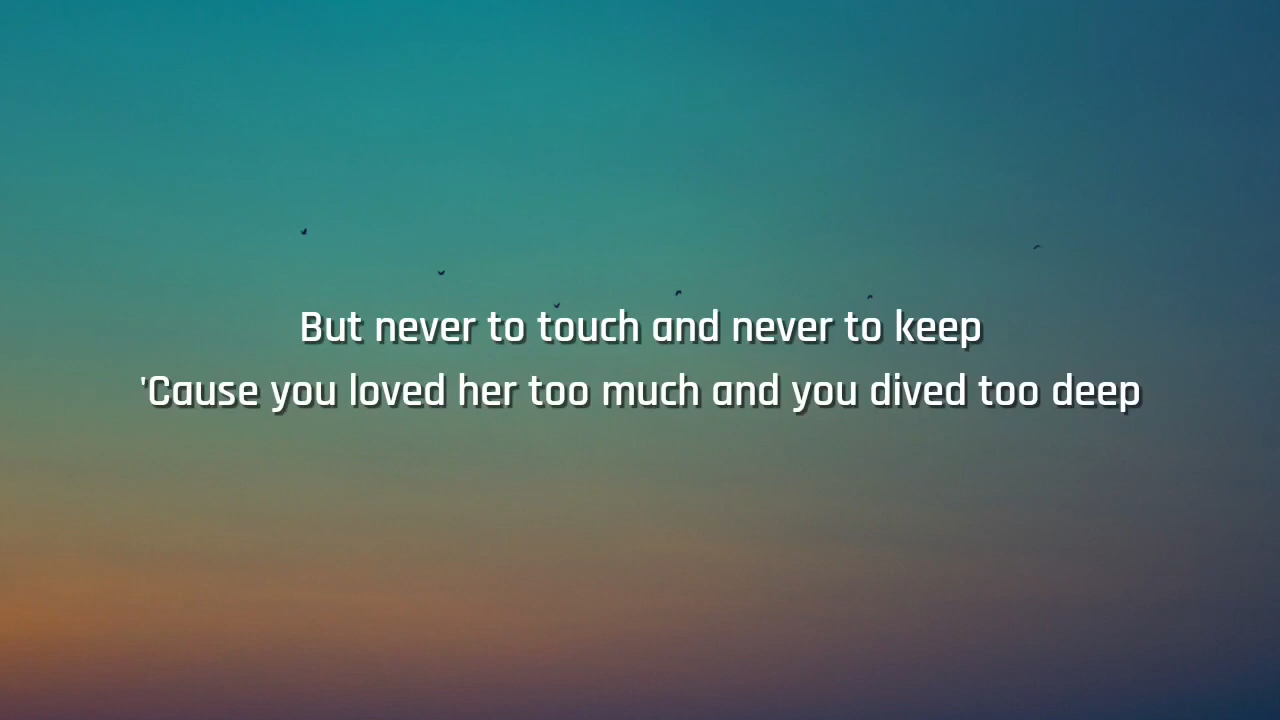 But never to touch and never to keep
'Cause you loved her too much and you dived too deep